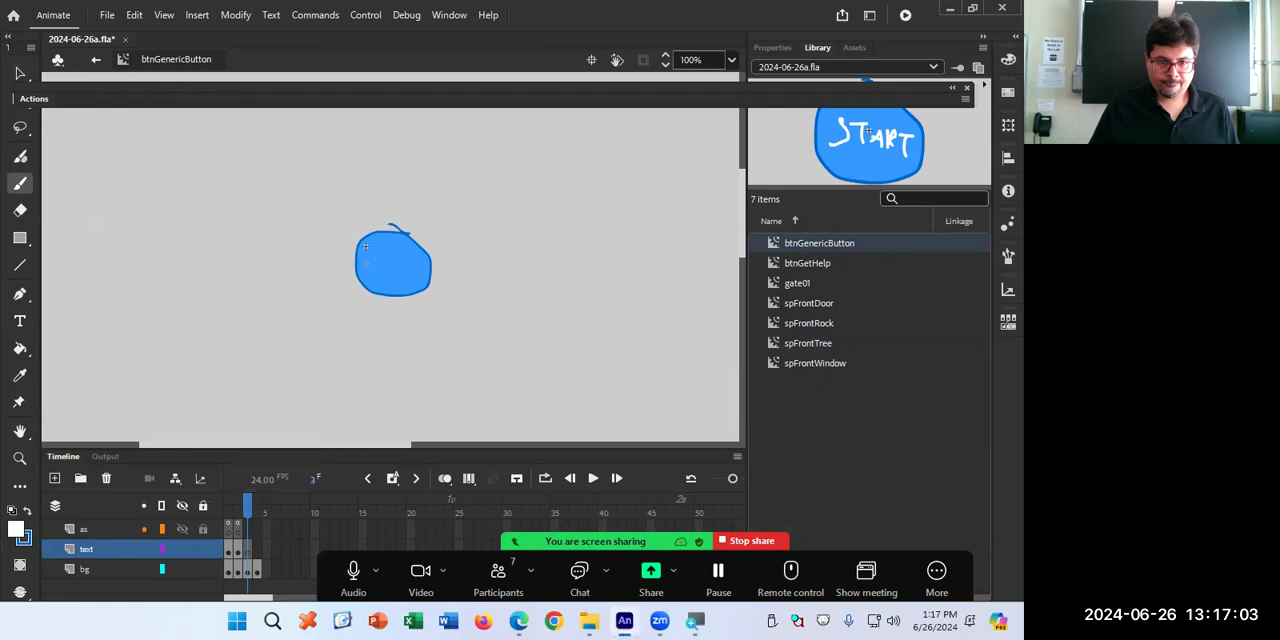 Animate File Edit View Insert Modify Text Commands Control Debug Window Help
2024-06-26a.fla* ×
btnGenericButton 100%
Properties Library Assets
2024-06-26a.fla
Actions
START
7 items
Name Linkage
btnGenericButton
btnGetHelp
gate01
spFrontDoor
spFrontRock
spFrontTree
spFrontWindow
Timeline Output
24.00 FPS 3 F
1s 2s
5 10 15 20 25 30 35 40 45 50
as
text
bg
You are screen sharing Stop share
7
Audio Video Participants Chat Share Pause Remote control Show meeting More
1:17 PM
6/26/2024
2024-06-26 13:17:03